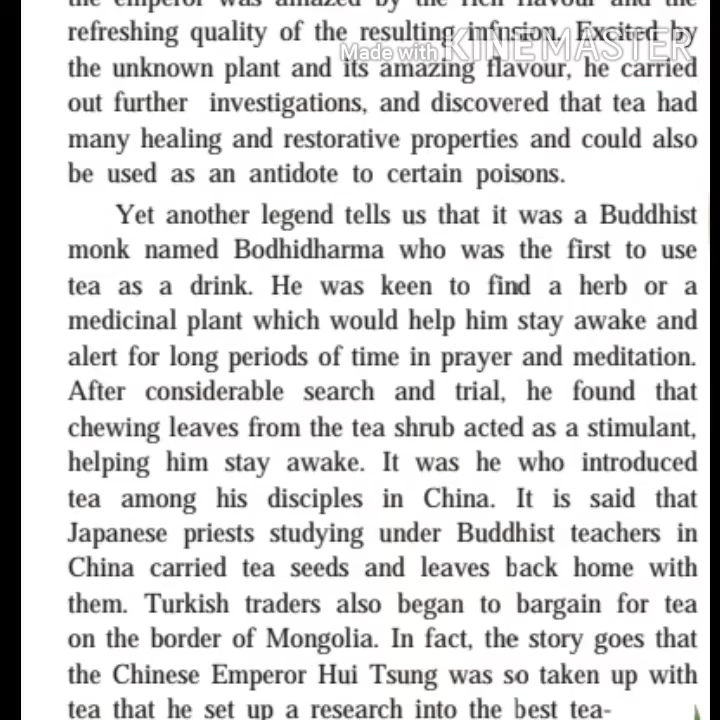 the emperor was amazed by the rich flavour and the
refreshing quality of the resulting infusion. Excited by
Made with KINEMASTER
the unknown plant and its amazing flavour, he carried
out further investigations, and discovered that tea had
many healing and restorative properties and could also
be used as an antidote to certain poisons.
Yet another legend tells us that it was a Buddhist
monk named Bodhidharma who was the first to use
tea as a drink. He was keen to find a herb or a
medicinal plant which would help him stay awake and
alert for long periods of time in prayer and meditation.
After considerable search and trial, he found that
chewing leaves from the tea shrub acted as a stimulant,
helping him stay awake. It was he who introduced
tea among his disciples in China. It is said that
Japanese priests studying under Buddhist teachers in
China carried tea seeds and leaves back home with
them. Turkish traders also began to bargain for tea
on the border of Mongolia. In fact, the story goes that
the Chinese Emperor Hui Tsung was so taken up with
tea that he set up a research into the best tea-